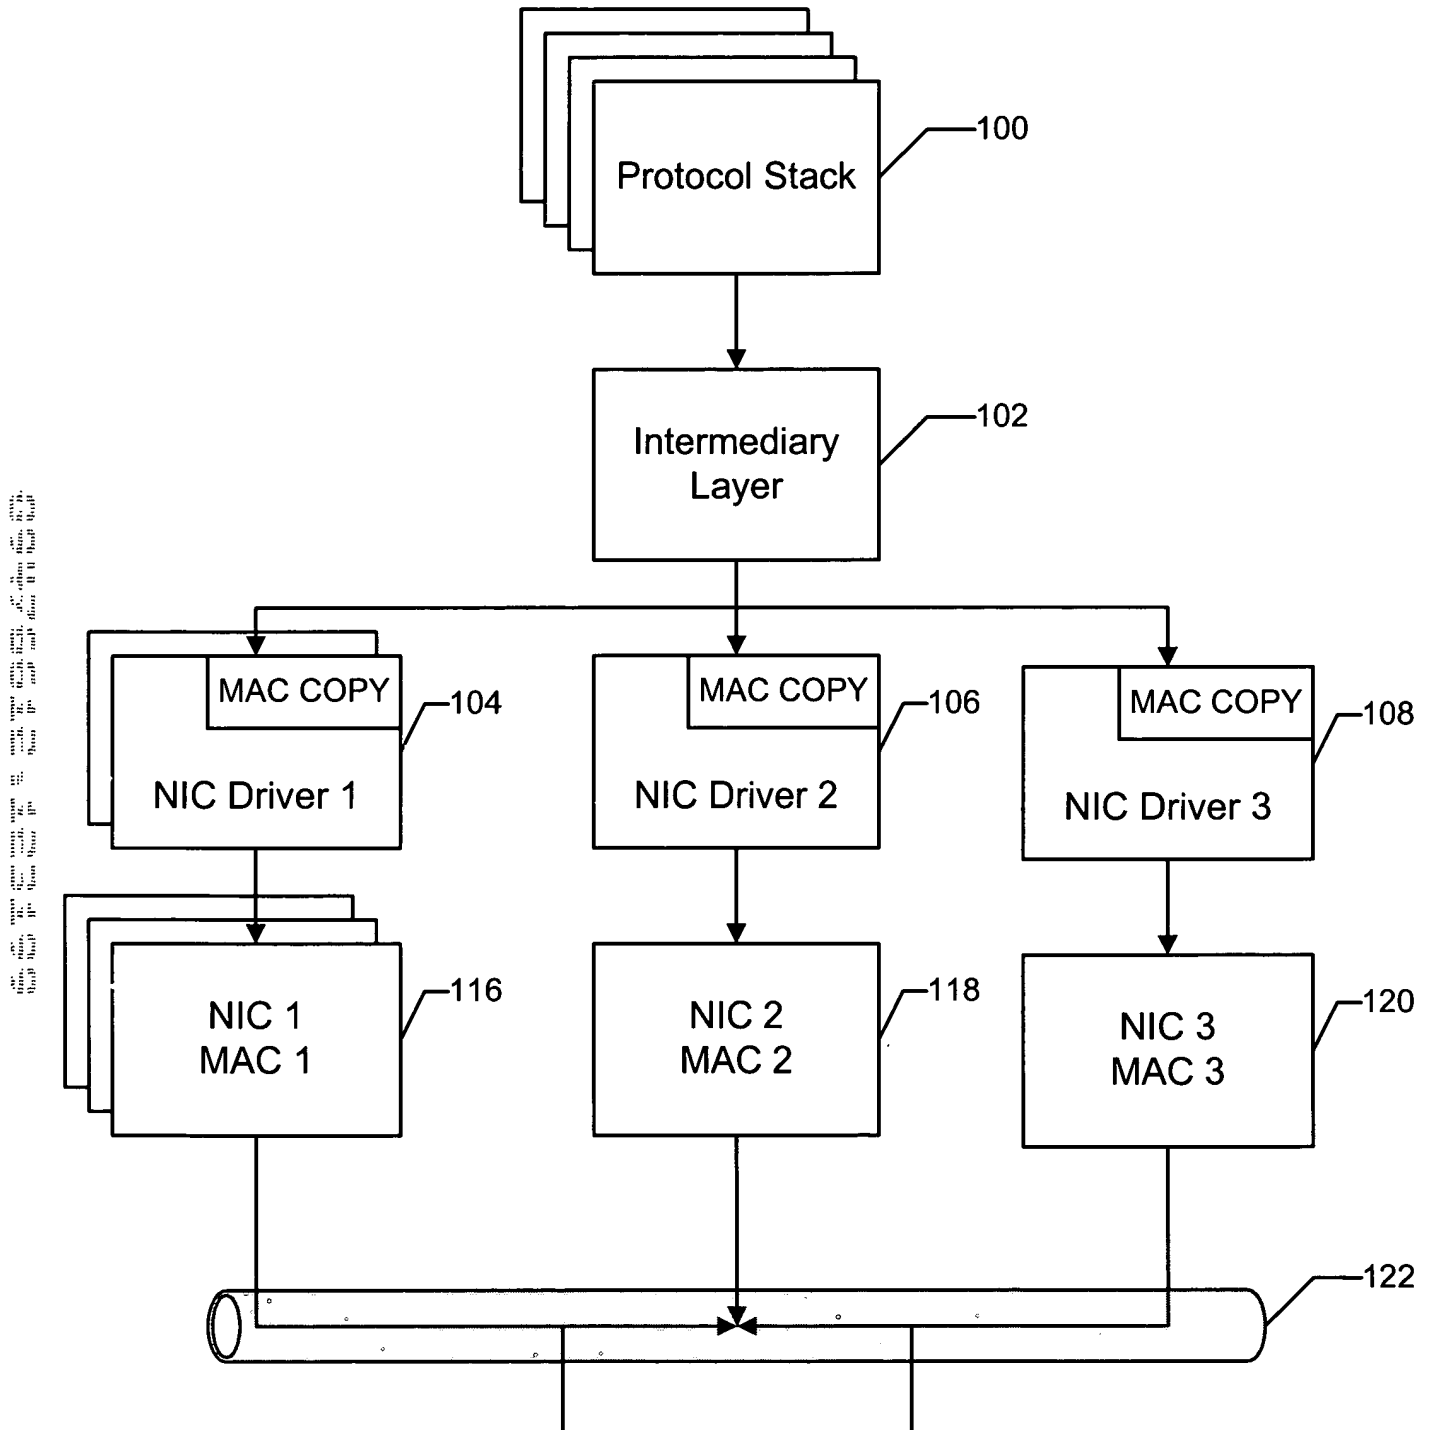 100
Protocol Stack
102
Intermediary
Layer
MAC COPY
104
NIC Driver 1
MAC COPY
106
NIC Driver 2
MAC COPY
108
NIC Driver 3
116
NIC 1
MAC 1
118
NIC 2
MAC 2
120
NIC 3
MAC 3
122